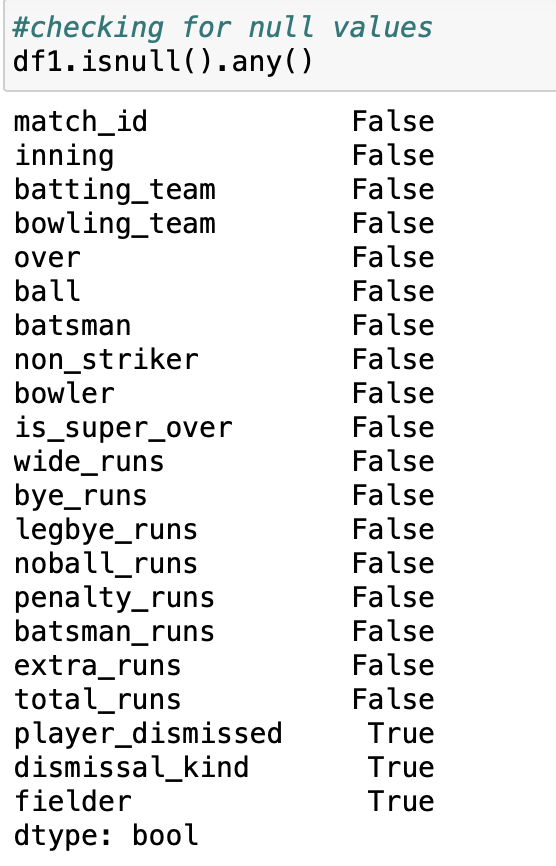 #checking for null values
df1.isnull().any()
match_id False
inning False
batting_team False
bowling_team False
over False
ball False
batsman False
non_striker False
bowler False
is_super_over False
wide_runs False
bye_runs False
legbye_runs False
noball_runs False
penalty_runs False
batsman_runs False
extra_runs False
total_runs False
player_dismissed True
dismissal_kind True
fielder True
dtype: bool